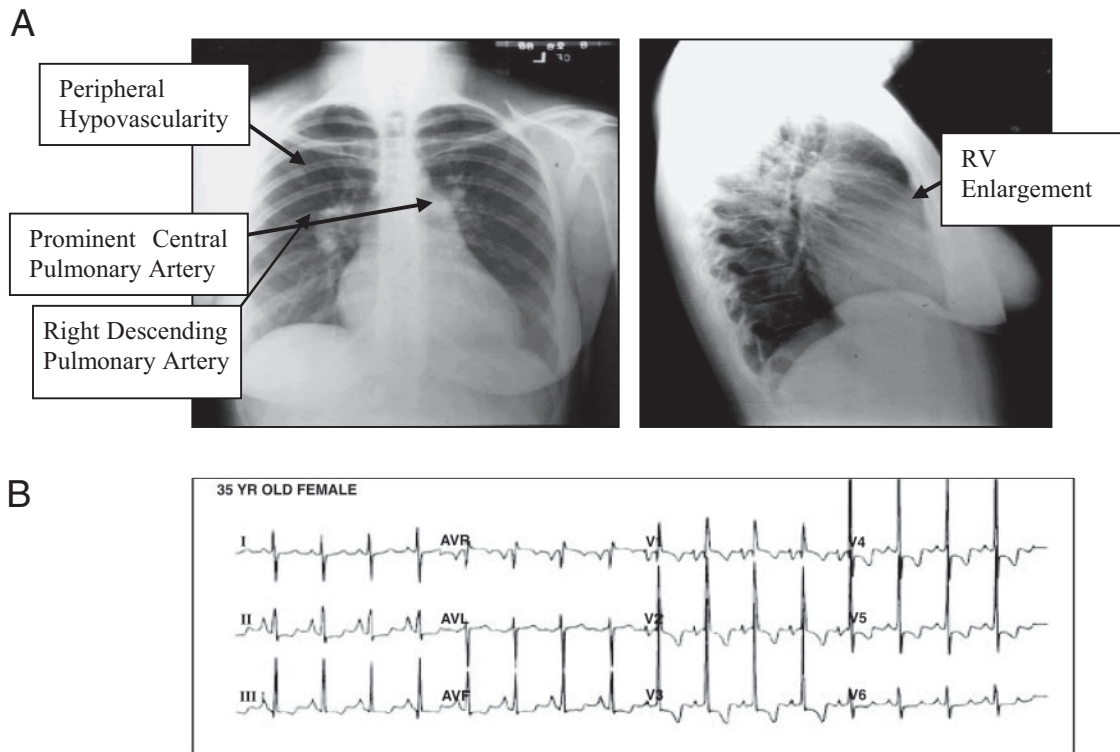 A
Peripheral
Hypovascularity
RV
Enlargement
Prominent Central
Pulmonary Artery
Right Descending
Pulmonary Artery
L
CF
B
35 YR OLD FEMALE
I
AVR
V1
V4
II
AVL
V2
V5
III
AVF
V3
V6